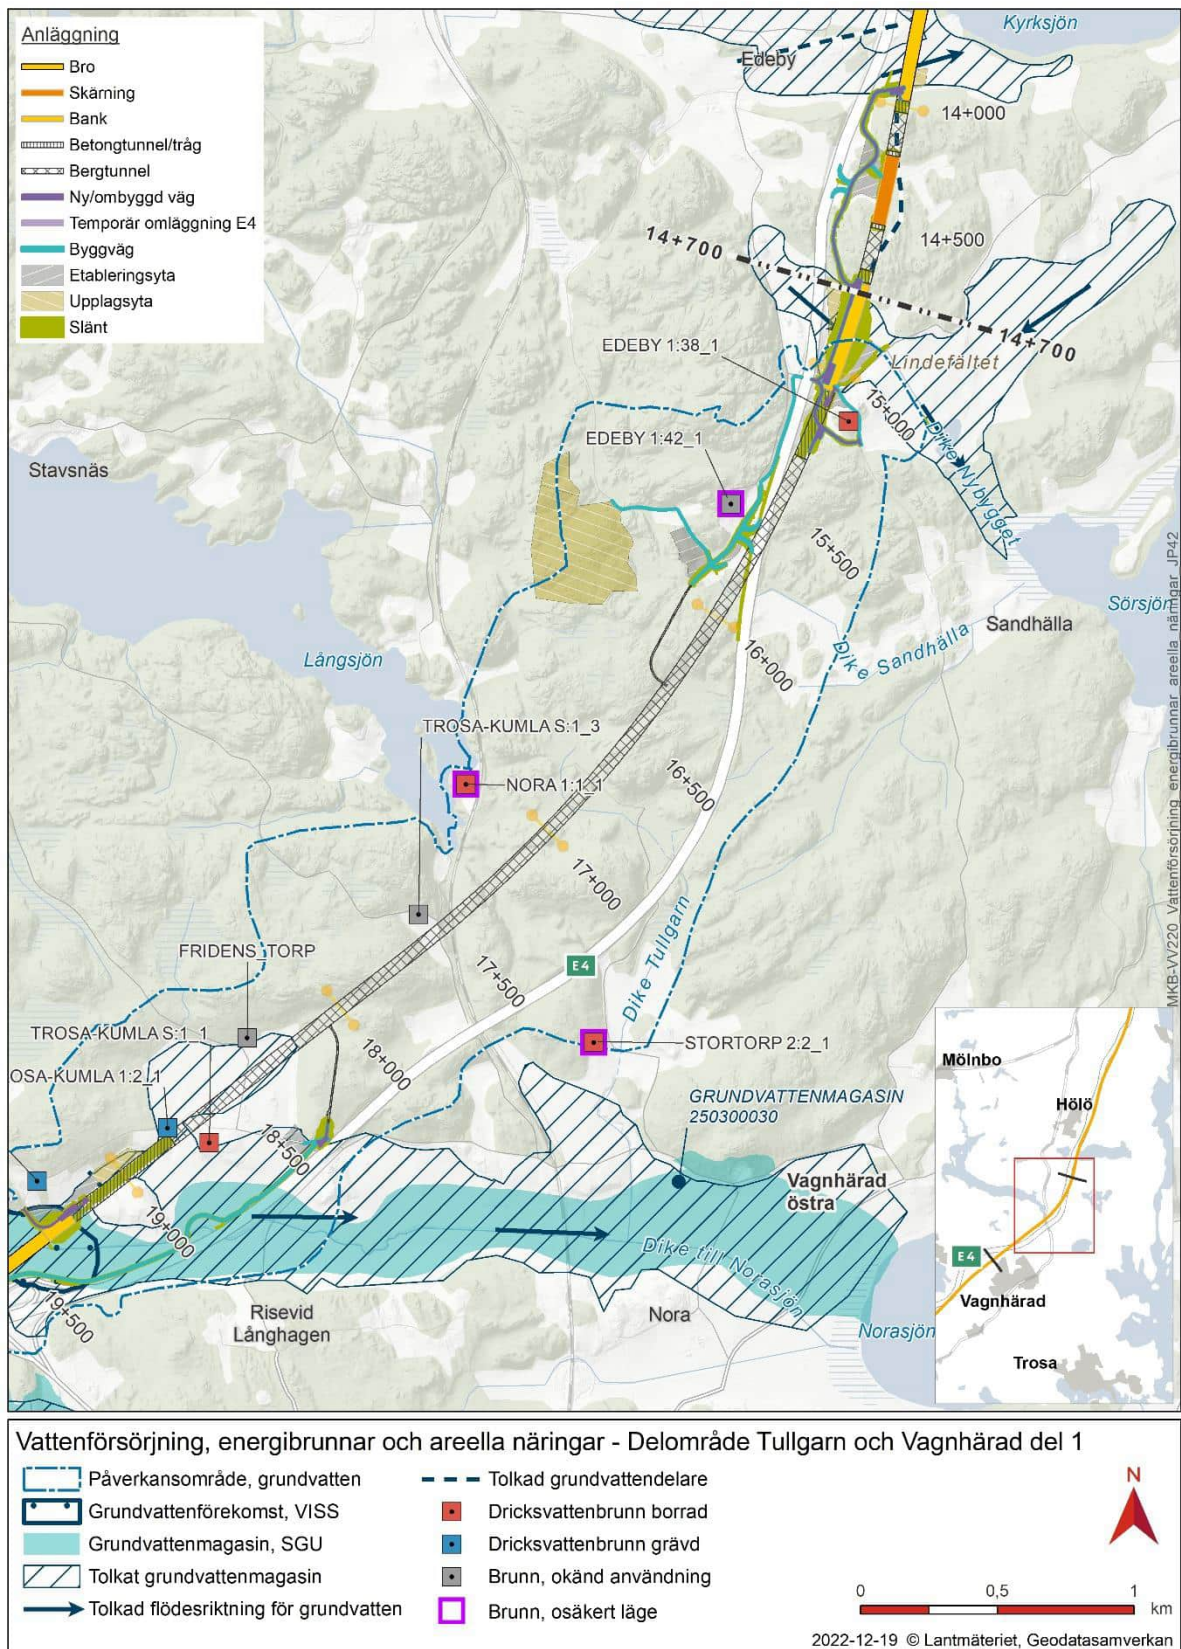 Anläggning
Bro
Skärning
Bank
Betongtunnel/tråg
Bergtunnel
Ny/ombyggd väg
Temporär omläggning E4
Byggväg
Etableringsyta
Upplagsyta
Slänt
Kyrksjön
Edeby
14+000
14+500
14+700
14+700
EDEBY 1:38_1
Lindefältet
15+000
EDEBY 1:42_1
Dike Nybygget
Stavsnäs
15+500
Sörsjön
Sandhälla
Dike Sandhälla
Långsjön
16+000
TROSA-KUMLA S:1_3
16+500
NORA 1:1_1
17+000
FRIDENS_TORP
17+500
E4
Dike Tullgarn
TROSA-KUMLA S:1_1
18+000
STORTORP 2:2_1
OSA-KUMLA 1:2_1
GRUNDVATTENMAGASIN
250300030
18+500
Vagnhärad
östra
19+000
Dike till Norasjön
19+500
Risevid
Långhagen
Nora
Norasjön
Mölnbo
Hölö
E4
Vagnhärad
Trosa
MKB-VV220 Vattenförsörjning energibrunnar areella näringar JP42
Vattenförsörjning, energibrunnar och areella näringar - Delområde Tullgarn och Vagnhärad del 1
Påverkansområde, grundvatten
Grundvattenförekomst, VISS
Grundvattenmagasin, SGU
Tolkat grundvattenmagasin
Tolkad flödesriktning för grundvatten
Tolkad grundvattendelare
Dricksvattenbrunn borrad
Dricksvattenbrunn grävd
Brunn, okänd användning
Brunn, osäkert läge
N
0 0,5 1
km
2022-12-19 © Lantmäteriet, Geodatasamverkan